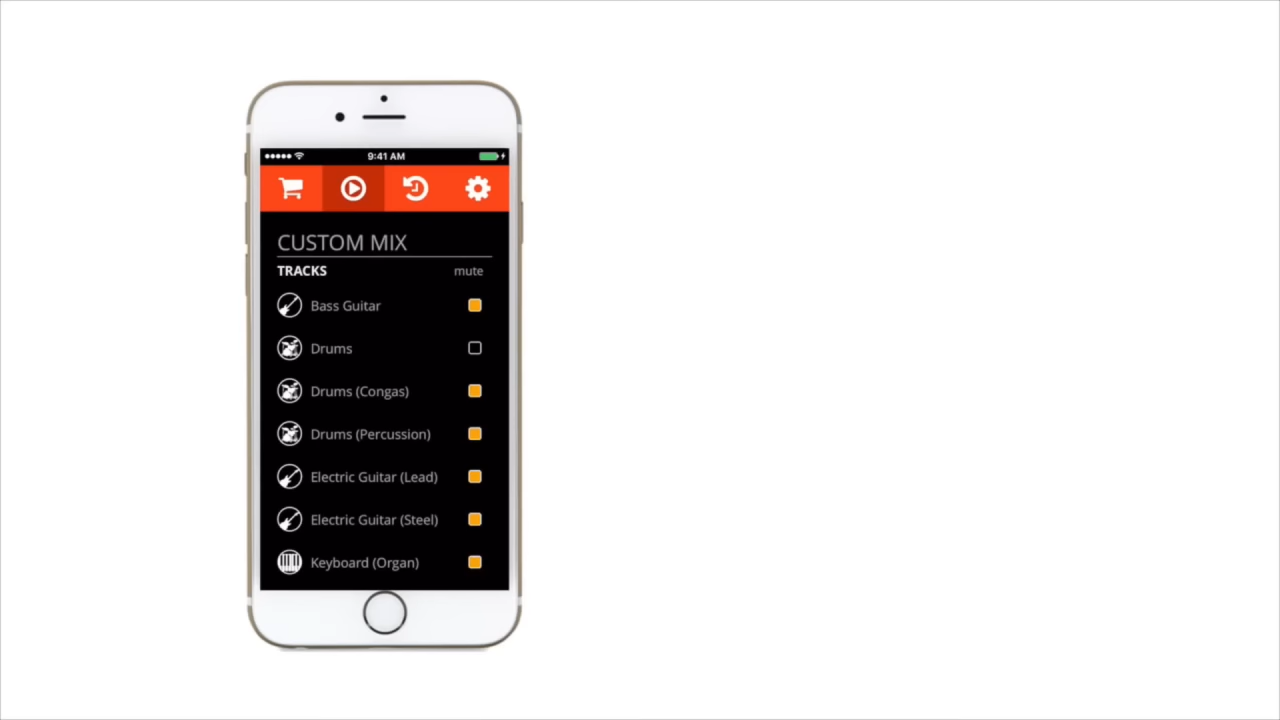 9:41 AM
CUSTOM MIX
TRACKS mute
Bass Guitar
Drums
Drums (Congas)
Drums (Percussion)
Electric Guitar (Lead)
Electric Guitar (Steel)
Keyboard (Organ)